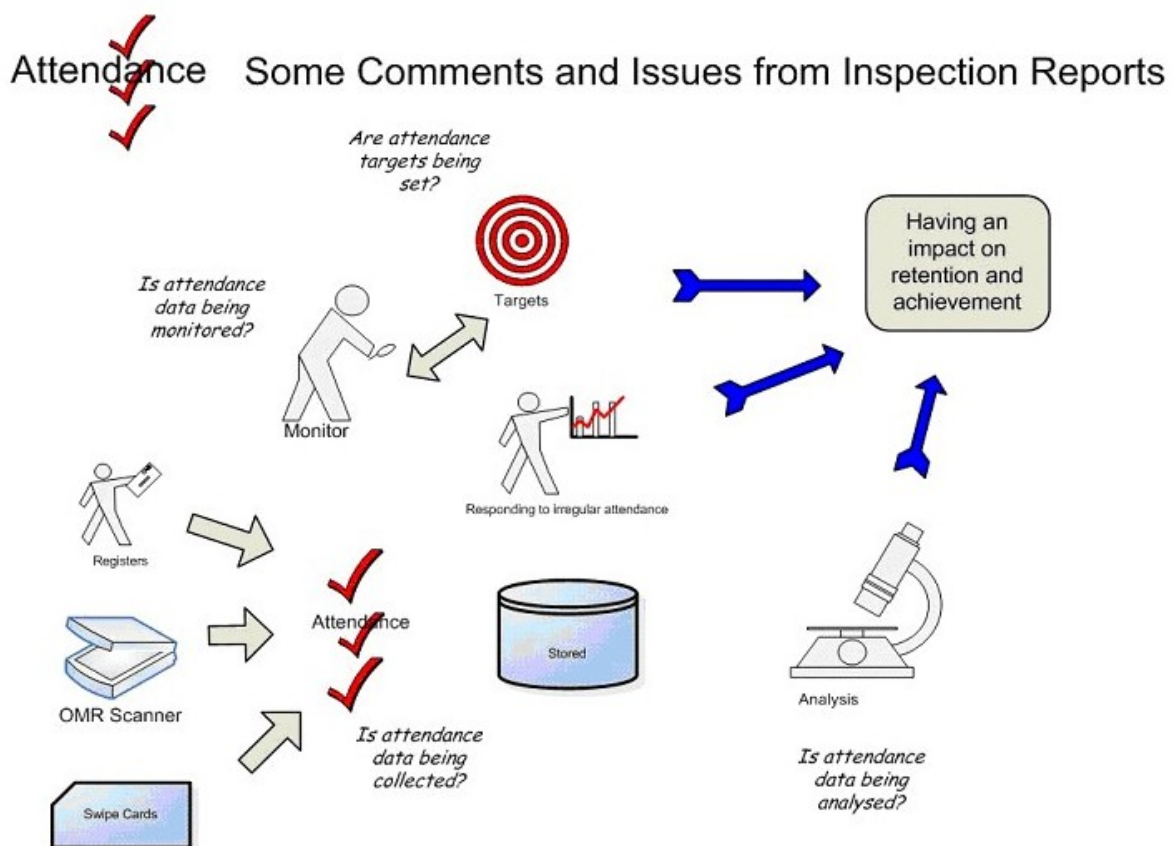 Attendance Some Comments and Issues from Inspection Reports
Are attendance
targets being
set?
Targets
Having an
impact on
retention and
achievement
Is attendance
data being
monitored?
Monitor
Responding to irregular attendance
Registers
Attendance
OMR Scanner
Stored
Analysis
Is attendance
data being
collected?
Is attendance
data being
analysed?
Swipe Cards